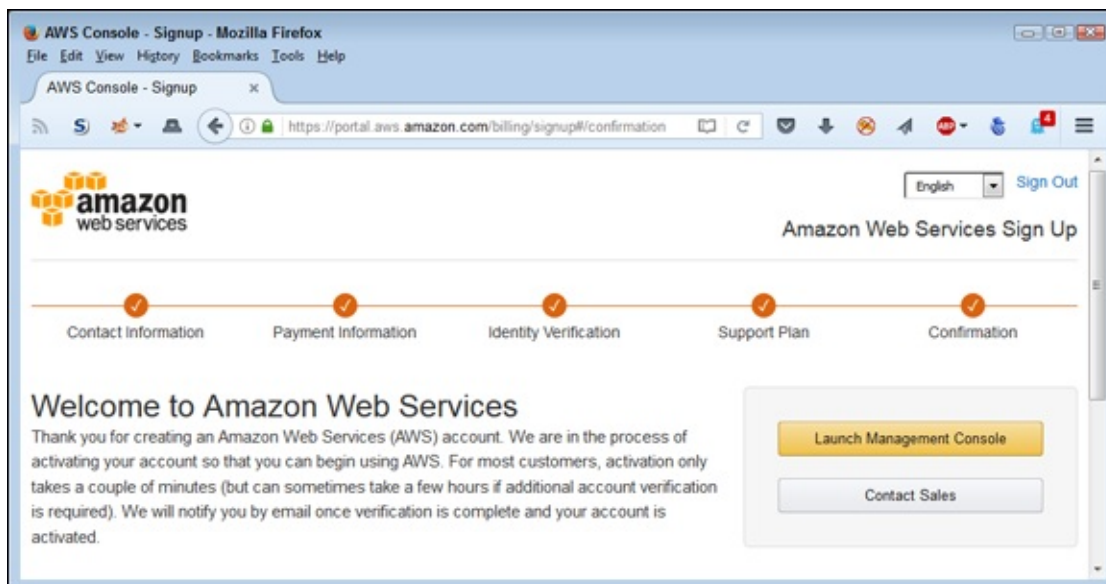 AWS Console - Signup - Mozilla Firefox
File Edit View History Bookmarks Tools Help
AWS Console - Signup ×
S https://portal.aws.amazon.com/billing/signup#/confirmation ABP 4
amazon
web services
English Sign Out
Amazon Web Services Sign Up
Contact Information Payment Information Identity Verification Support Plan Confirmation
Welcome to Amazon Web Services
Thank you for creating an Amazon Web Services (AWS) account. We are in the process of
activating your account so that you can begin using AWS. For most customers, activation only
takes a couple of minutes (but can sometimes take a few hours if additional account verification
is required). We will notify you by email once verification is complete and your account is
activated.
Launch Management Console
Contact Sales